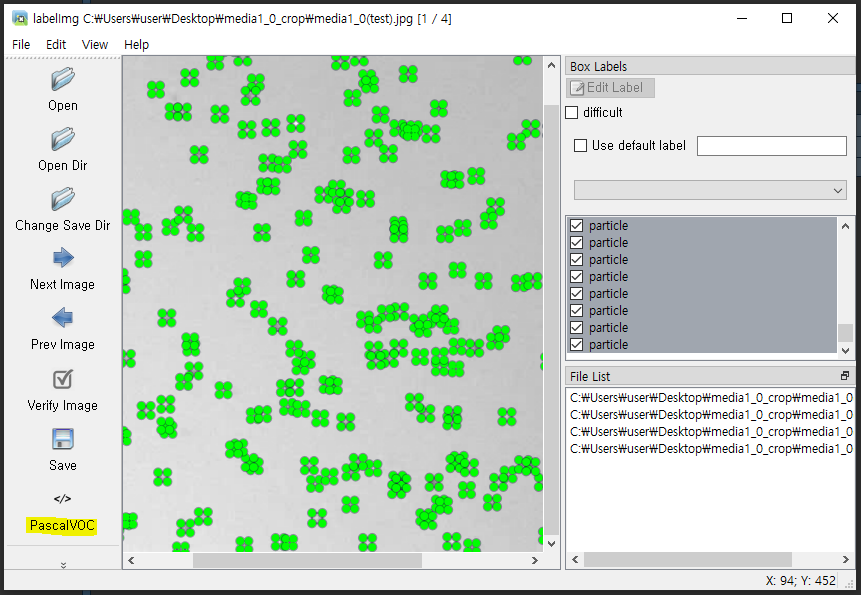 labelImg C:₩Users₩user₩Desktop₩media1_0_crop₩media1_0(test).jpg [1 / 4]
File Edit View Help
Open
Open Dir
Change Save Dir
Next Image
Prev Image
Verify Image
Save
</>
PascalVOC
Box Labels
Edit Label
difficult
Use default label
particle
particle
particle
particle
particle
particle
particle
particle
File List
C:₩Users₩user₩Desktop₩media1_0_crop₩media1_0
C:₩Users₩user₩Desktop₩media1_0_crop₩media1_0
C:₩Users₩user₩Desktop₩media1_0_crop₩media1_0
C:₩Users₩user₩Desktop₩media1_0_crop₩media1_0
X: 94; Y: 452